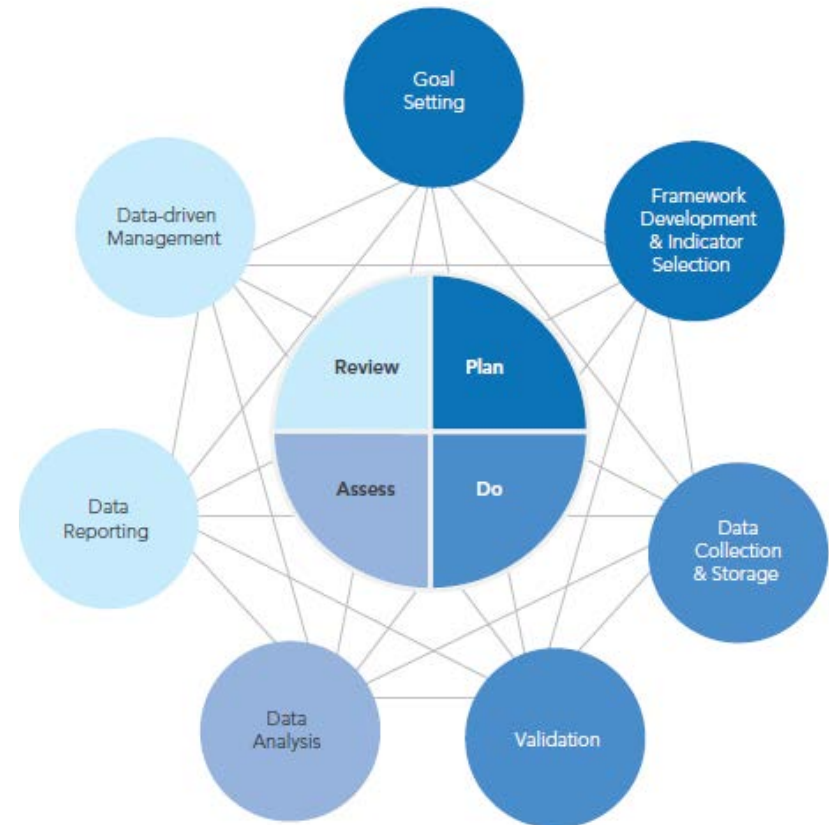 Goal
Setting
Framework
Development
& Indicator
Selection
Data
Collection
& Storage
Validation
Data
Analysis
Data
Reporting
Data-driven
Management
Review
Plan
Assess
Do